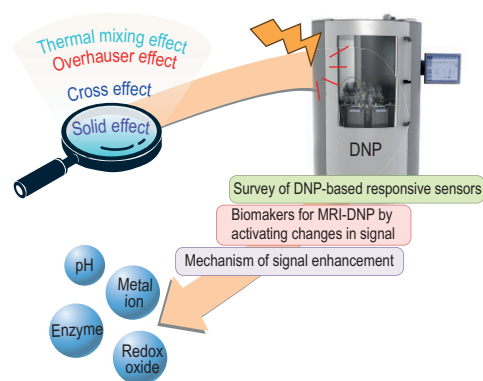 Thermal mixing effect
Overhauser effect
Cross effect
Solid effect
DNP
Survey of DNP-based responsive sensors
Biomakers for MRI-DNP by
activating changes in signal
Mechanism of signal enhancement
pH
Metal
ion
Enzyme
Redox
oxide